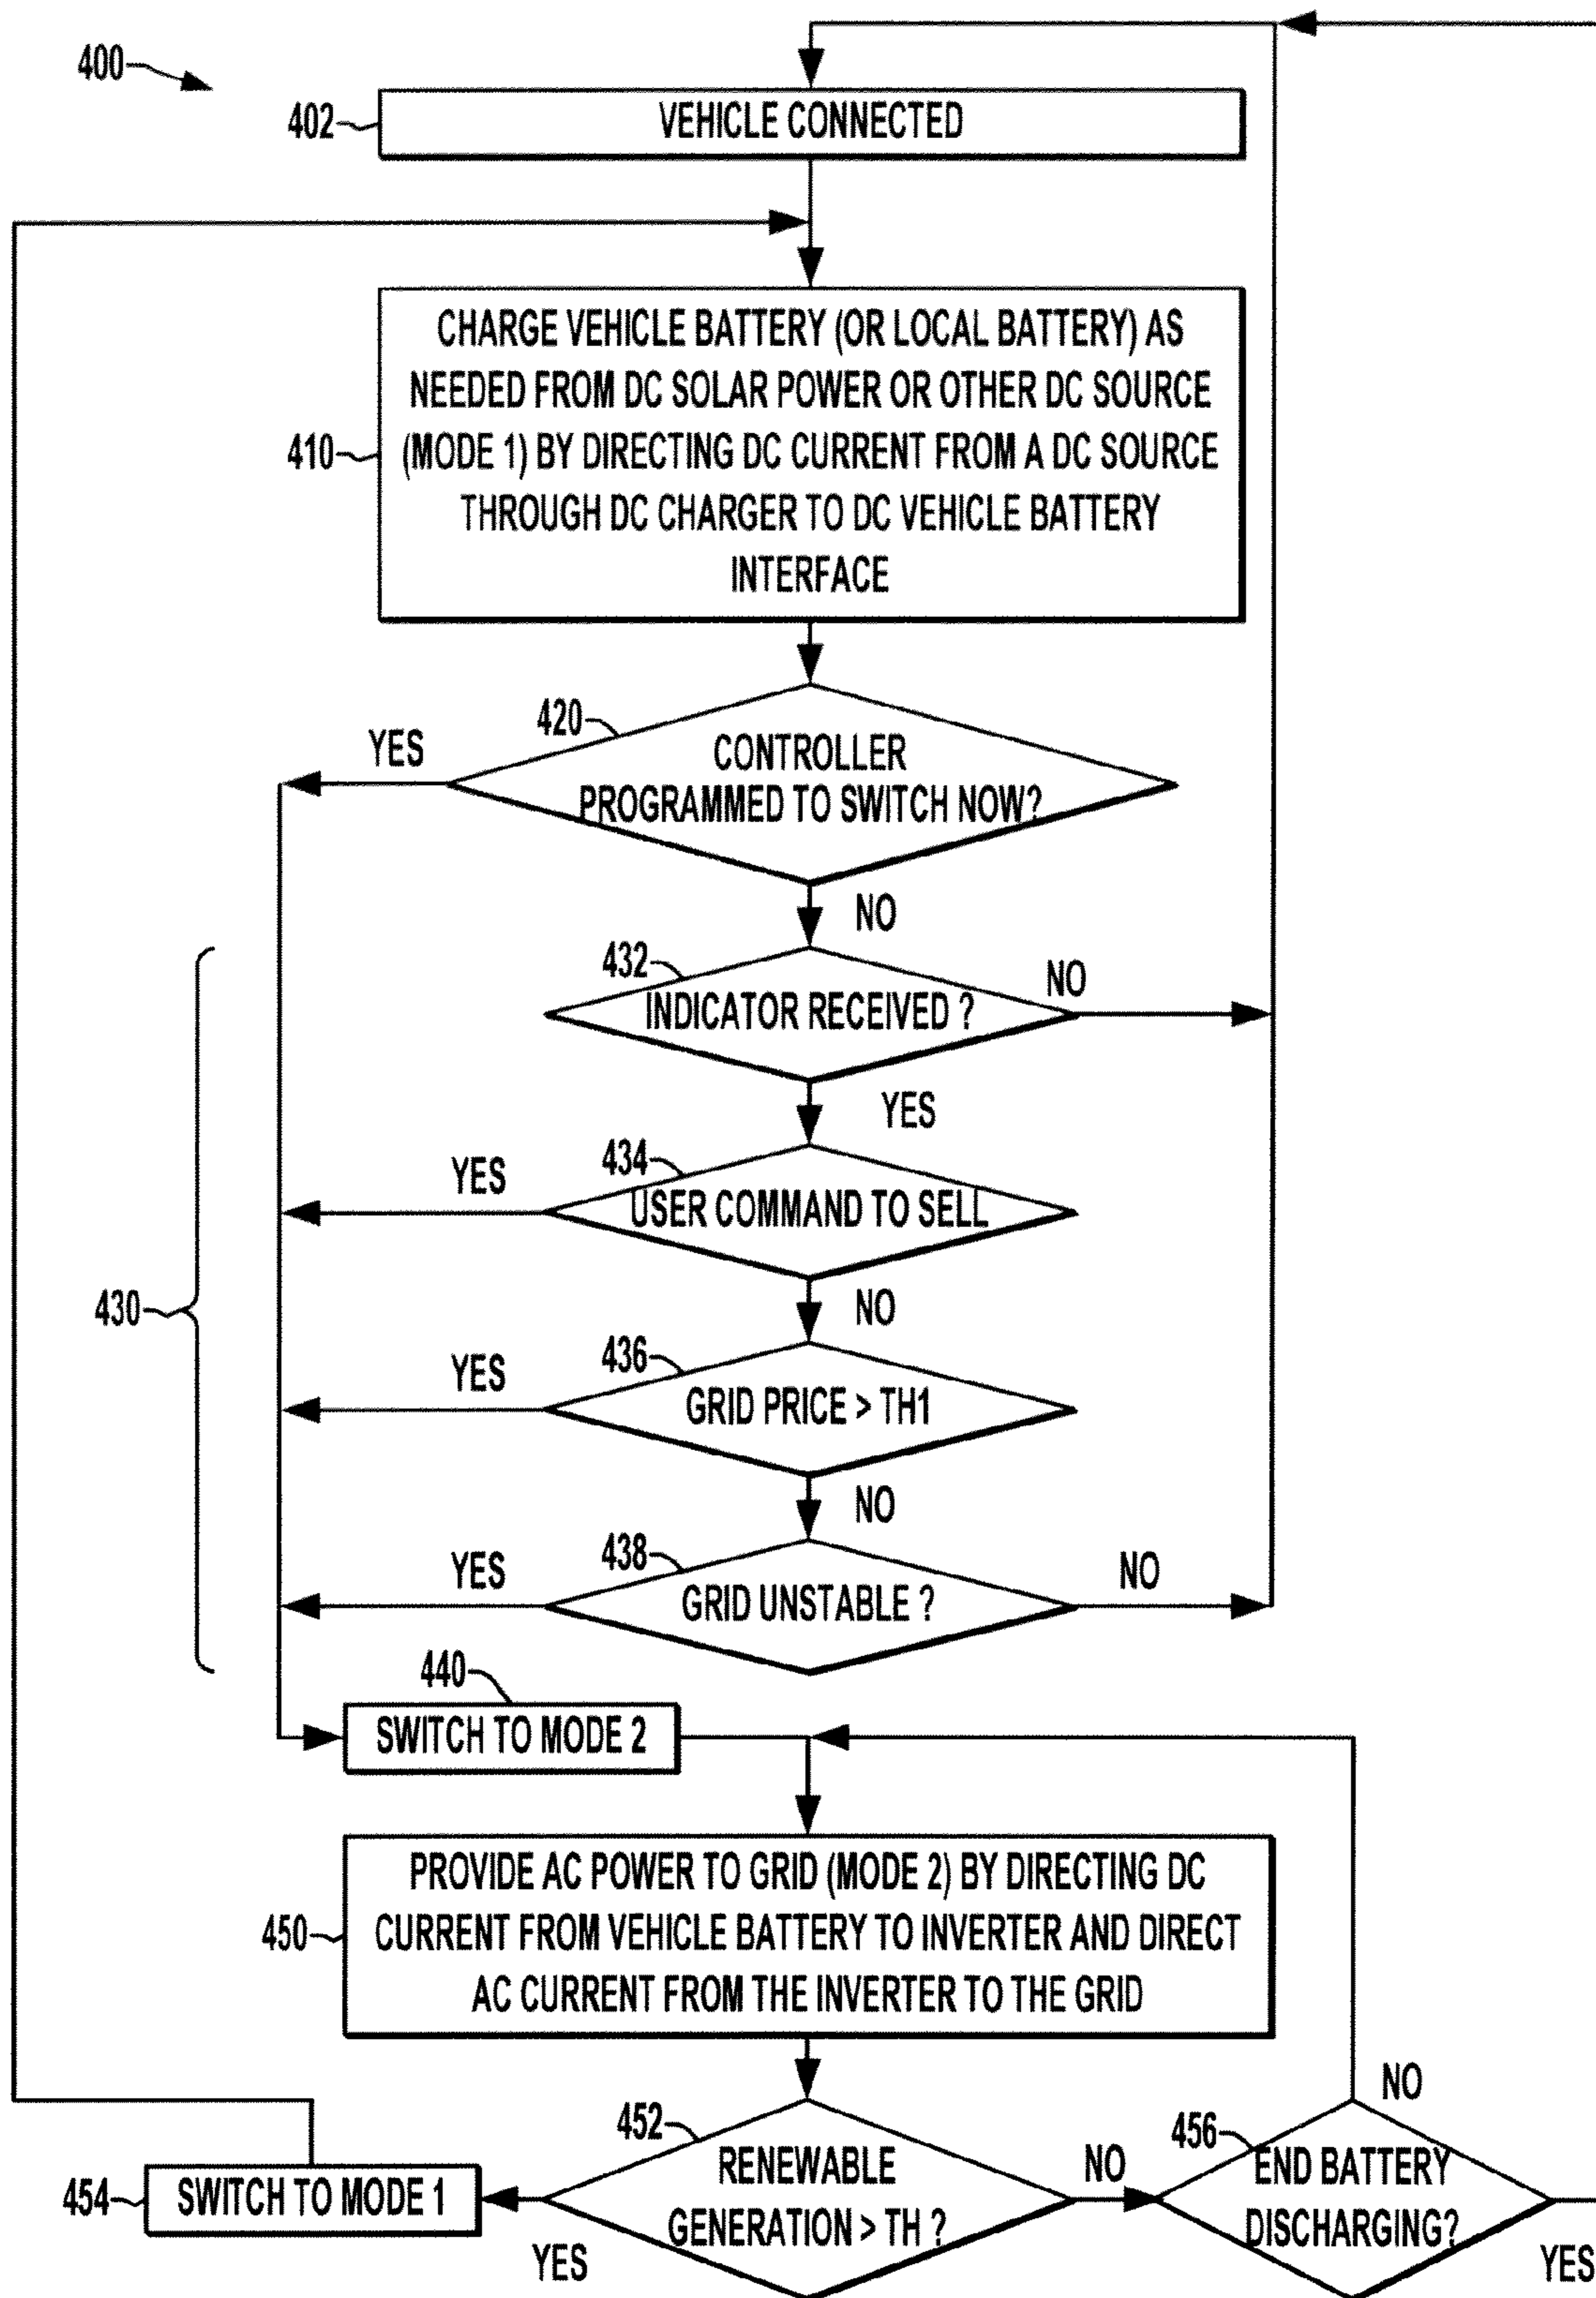 400
402
VEHICLE CONNECTED
CHARGE VEHICLE BATTERY (OR LOCAL BATTERY) AS
NEEDED FROM DC SOLAR POWER OR OTHER DC SOURCE
410
(MODE 1) BY DIRECTING DC CURRENT FROM A DC SOURCE
THROUGH DC CHARGER TO DC VEHICLE BATTERY
INTERFACE
420
YES
CONTROLLER
PROGRAMMED TO SWITCH NOW?
NO
432
NO
INDICATOR RECEIVED ?
YES
434
YES
USER COMMAND TO SELL
430
NO
436
YES
GRID PRICE > TH1
NO
438
YES
NO
GRID UNSTABLE ?
440
SWITCH TO MODE 2
PROVIDE AC POWER TO GRID (MODE 2) BY DIRECTING DC
450
CURRENT FROM VEHICLE BATTERY TO INVERTER AND DIRECT
AC CURRENT FROM THE INVERTER TO THE GRID
NO
452
456
RENEWABLE
GENERATION > TH ?
NO
END BATTERY
DISCHARGING?
454
SWITCH TO MODE 1
YES
YES